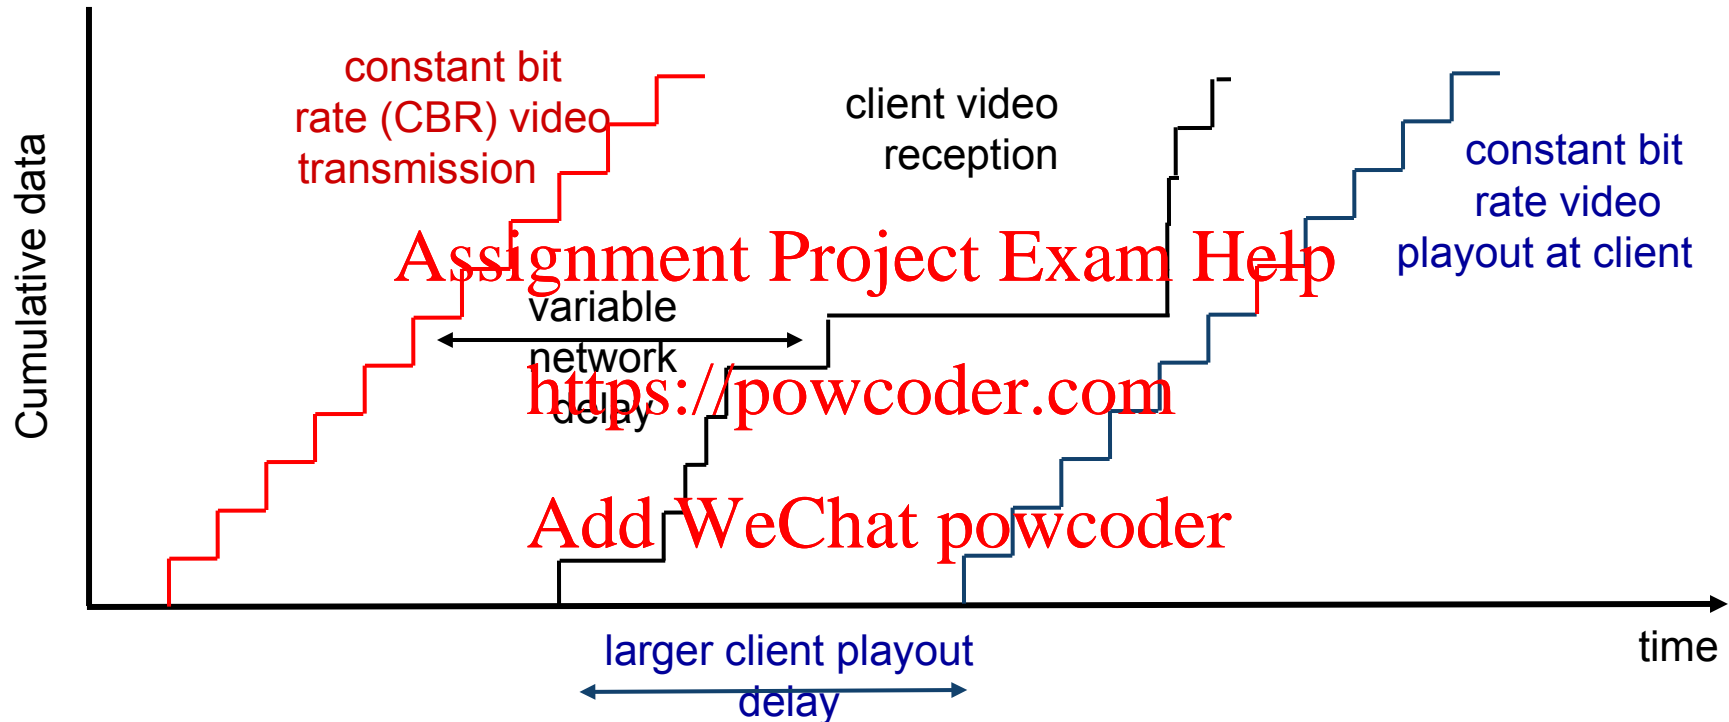 constant bit
rate (CBR) video
transmission
client video
reception
constant bit
rate video
playout at client
Cumulative data
Assignment Project Exam Help
variable
network
delay
https://powcoder.com
Add WeChat powcoder
time
larger client playout
delay